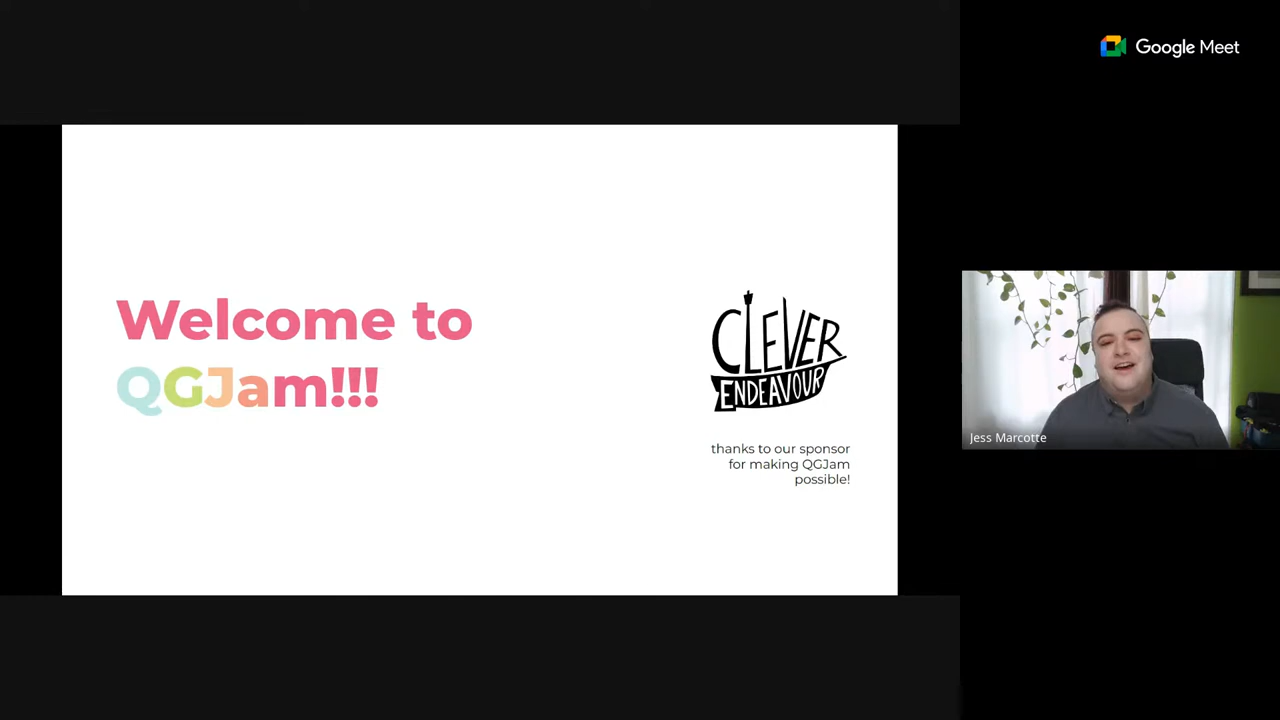 Google Meet
Welcome to
QGJam!!!
CLEVER
ENDEAVOUR
thanks to our sponsor
for making QGJam
possible!
Jess Marcotte